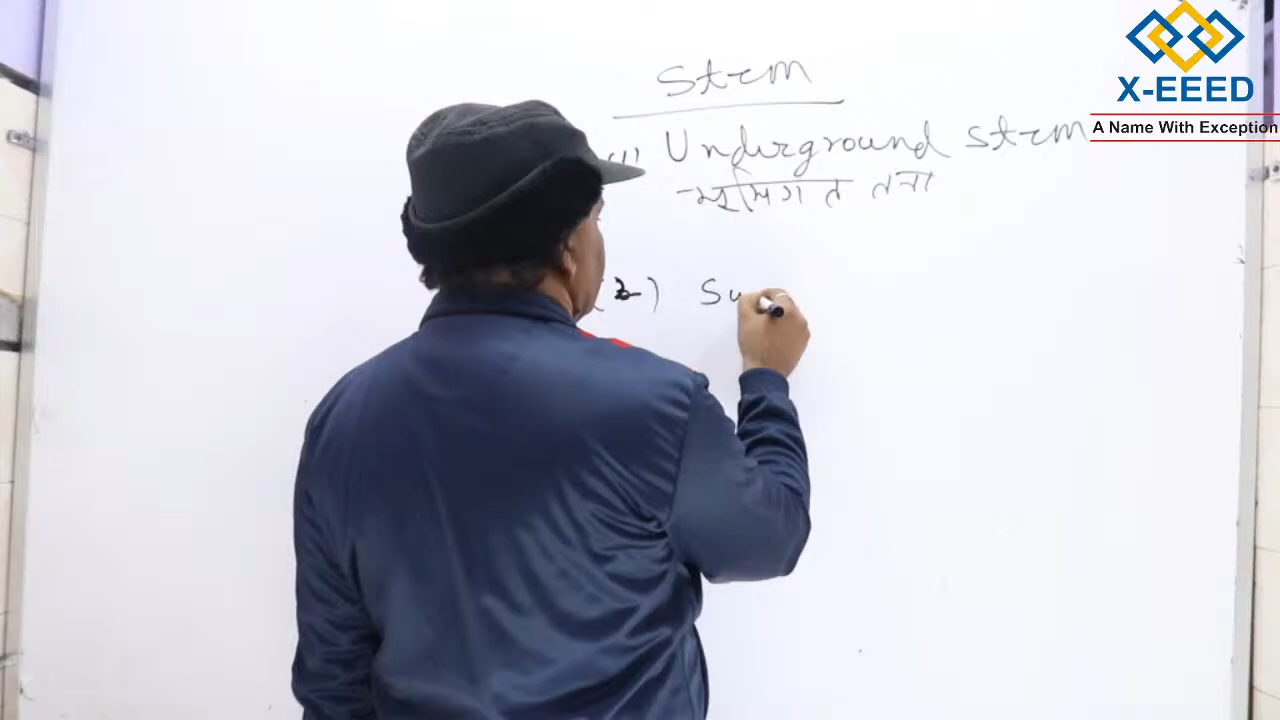 Stem
(1) Underground stem
भूमिगत तना
(2) Su
X-EEED
A Name With Exception